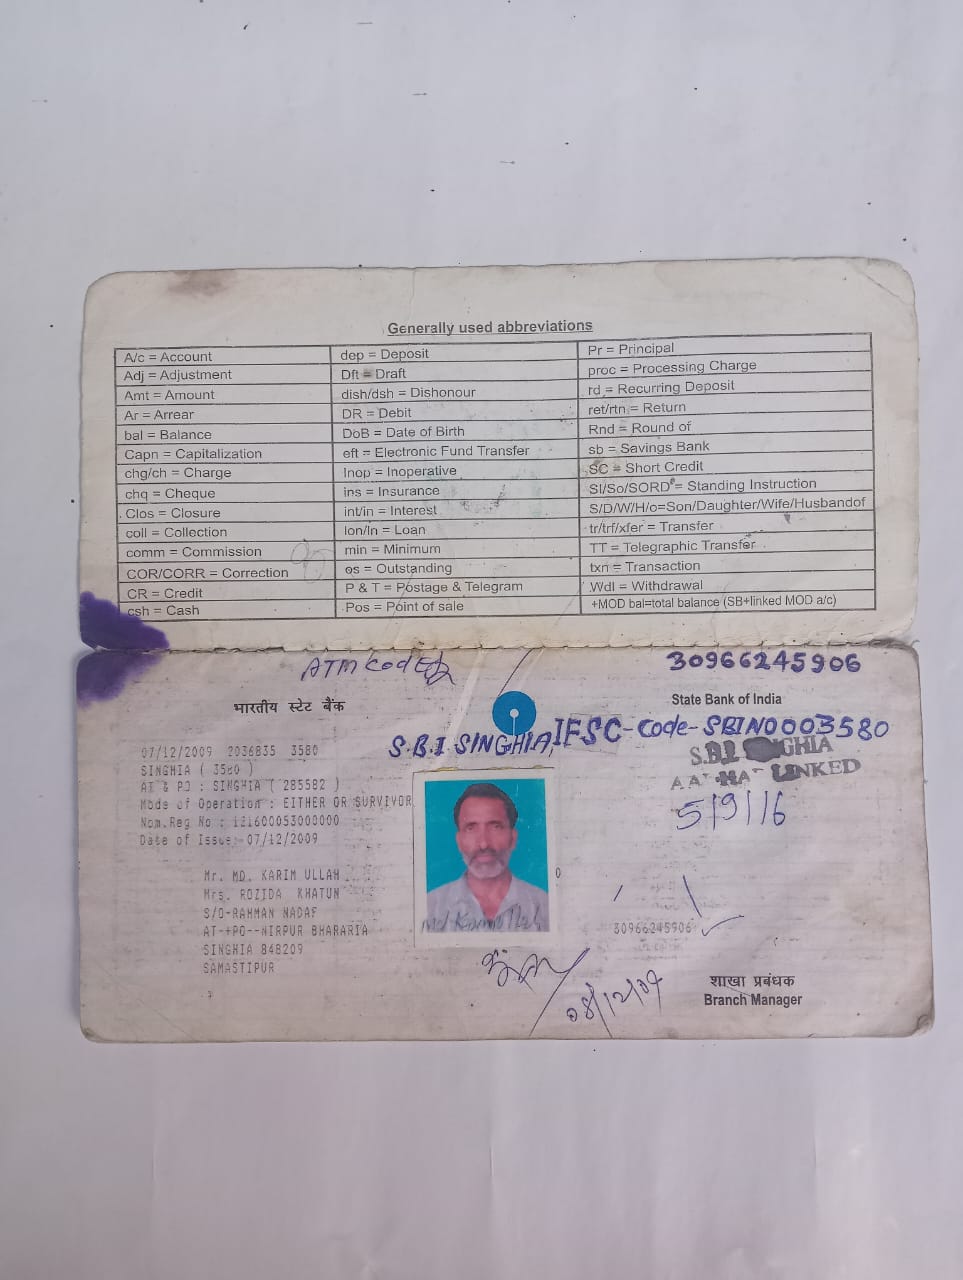 Generally used abbreviations
A/c = Account
Adj = Adjustment
Amt = Amount
Ar = Arrear
bal = Balance
Capn = Capitalization
chg/ch = Charge
chq = Cheque
Clos = Closure
coll = Collection
comm = Commission
COR/CORR = Correction
CR = Credit
csh = Cash
dep = Deposit
Dft = Draft
dish/dsh = Dishonour
DR = Debit
DoB = Date of Birth
eft = Electronic Fund Transfer
Inop = Inoperative
ins = Insurance
int/in = Interest
lon/ln = Loan
min = Minimum
os = Outstanding
P & T = Postage & Telegram
Pos = Point of sale
Pr = Principal
proc = Processing Charge
rd = Recurring Deposit
ret/rtn = Return
Rnd = Round of
sb = Savings Bank
SC = Short Credit
SI/So/SORD = Standing Instruction
S/D/W/H/o=Son/Daughter/Wife/Husbandof
tr/trf/xfer = Transfer
TT = Telegraphic Transfer
txn = Transaction
Wdl = Withdrawal
+MOD bal=total balance (SB+linked MOD a/c)
ATM Code
30966245906
भारतीय स्टेट बैंक
State Bank of India
S.B.I SINGHIA, IFSC-Code-SBIN0003580
S.B.I. SINGHIA
LINKED
5/9/16
07/12/2009 2036835 3580
SINGHIA ( 3580 )
AT & PO : SINGHIA ( 285582 )
Mode of Operation : EITHER OR SURVIVOR
Nom.Reg No : 121600053000000
Date of Issue: 07/12/2009
Mr. MD. KARIM ULLAH
Mrs. ROZIDA KHATUN
S/O-RAHMAN NADAF
AT-+PO--NIRPUR BHARARIA
SINGHIA 848209
SAMASTIPUR
0
30966245906
08/12/09
शाखा प्रबंधक
Branch Manager